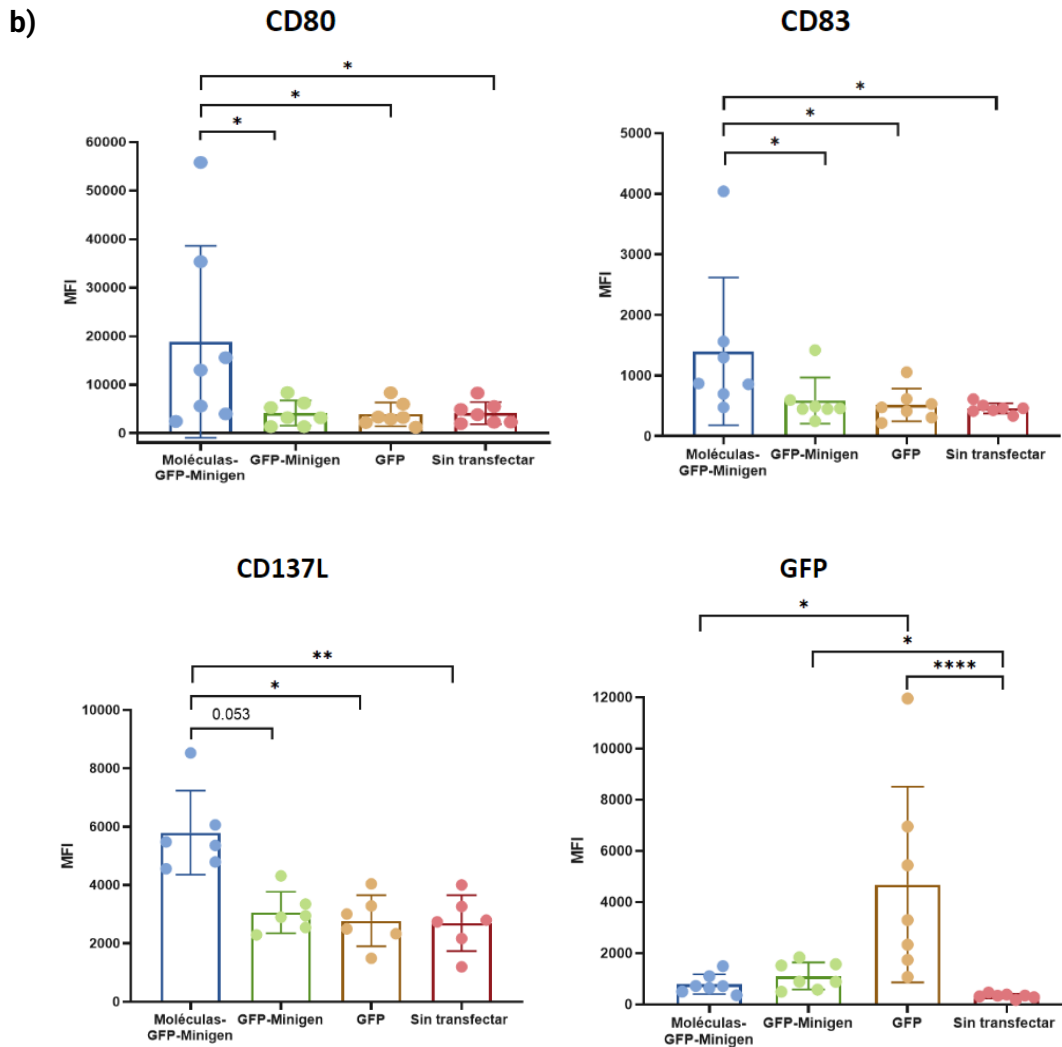 b)
CD80
*
*
*
60000
50000
40000
30000
20000
10000
0
MFI
Moléculas-
GFP-Minigen
GFP-Minigen
GFP
Sin transfectar
CD83
*
*
*
5000
4000
3000
2000
1000
0
MFI
Moléculas-
GFP-Minigen
GFP-Minigen
GFP
Sin transfectar
CD137L
**
*
0.053
10000
8000
6000
4000
2000
0
MFI
Moléculas-
GFP-Minigen
GFP-Minigen
GFP
Sin transfectar
GFP
*
*
****
12000
10000
8000
6000
4000
2000
0
MFI
Moléculas-
GFP-Minigen
GFP-Minigen
GFP
Sin transfectar